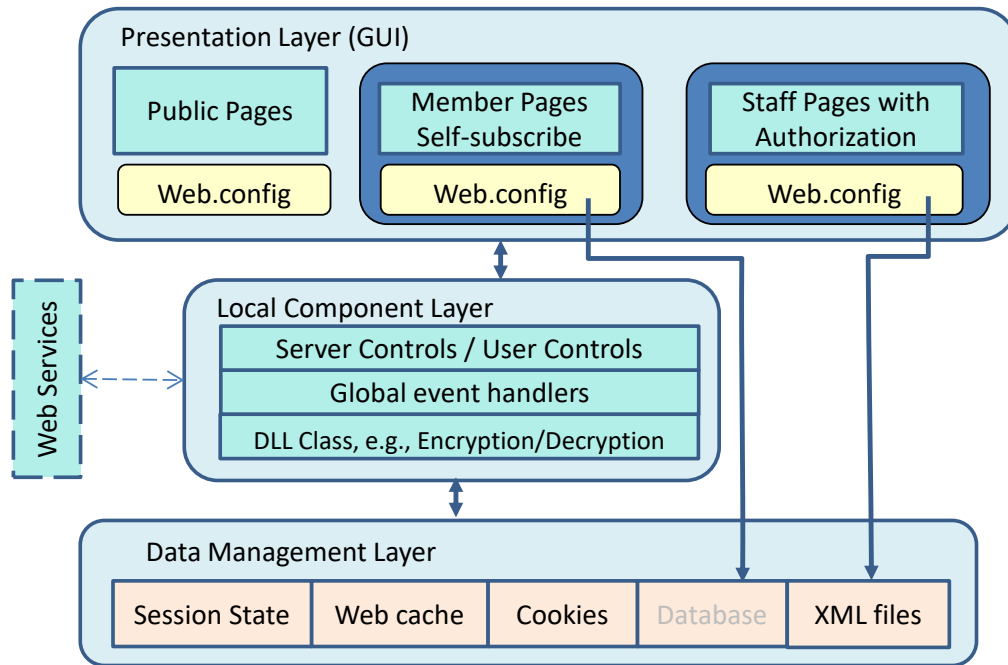 Presentation Layer (GUI)
Public Pages
Member Pages
Self-subscribe
Staff Pages with
Authorization
Web.config
Web.config
Web.config
Web Services
Local Component Layer
Server Controls / User Controls
Global event handlers
DLL Class, e.g., Encryption/Decryption
Data Management Layer
Session State
Web cache
Cookies
Database
XML files